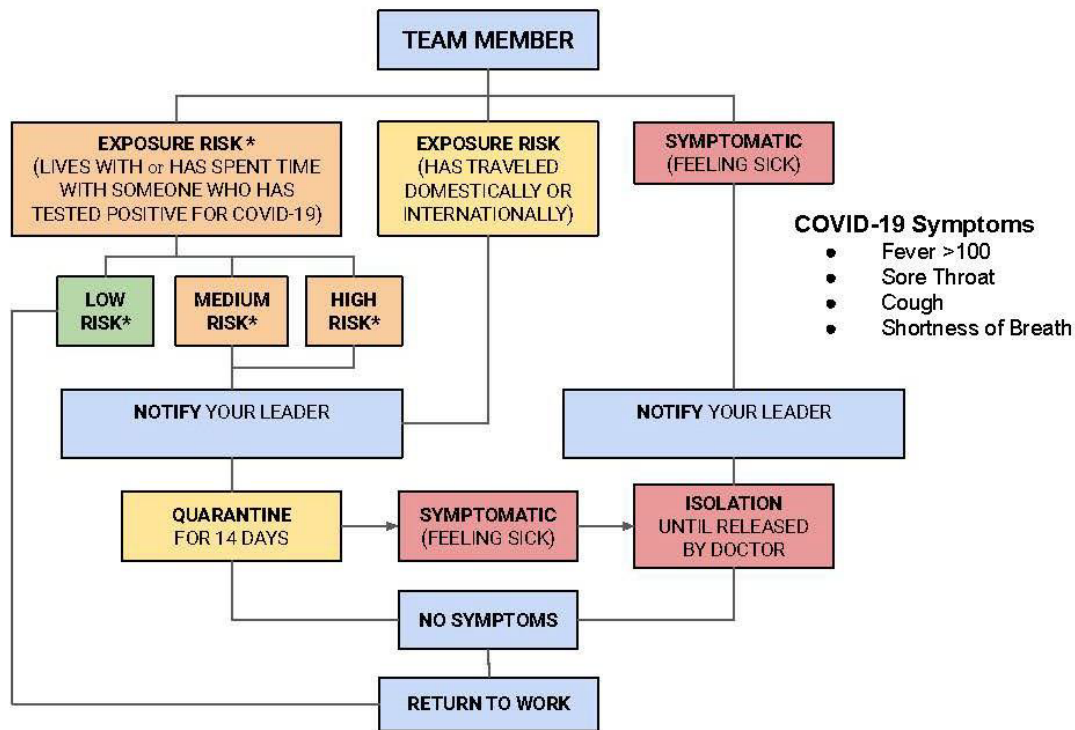 TEAM MEMBER
EXPOSURE RISK *
(LIVES WITH or HAS SPENT TIME
WITH SOMEONE WHO HAS
TESTED POSITIVE FOR COVID-19)
EXPOSURE RISK
(HAS TRAVELED
DOMESTICALLY OR
INTERNATIONALLY)
SYMPTOMATIC
(FEELING SICK)
COVID-19 Symptoms
● Fever >100
● Sore Throat
● Cough
● Shortness of Breath
LOW
RISK*
MEDIUM
RISK*
HIGH
RISK*
NOTIFY YOUR LEADER
NOTIFY YOUR LEADER
QUARANTINE
FOR 14 DAYS
SYMPTOMATIC
(FEELING SICK)
ISOLATION
UNTIL RELEASED
BY DOCTOR
NO SYMPTOMS
RETURN TO WORK